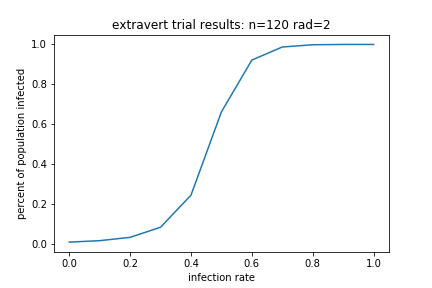 extravert trial results: n=120 rad=2
percent of population infected
1.0
0.8
0.6
0.4
0.2
0.0
0.0 0.2 0.4 0.6 0.8 1.0
infection rate